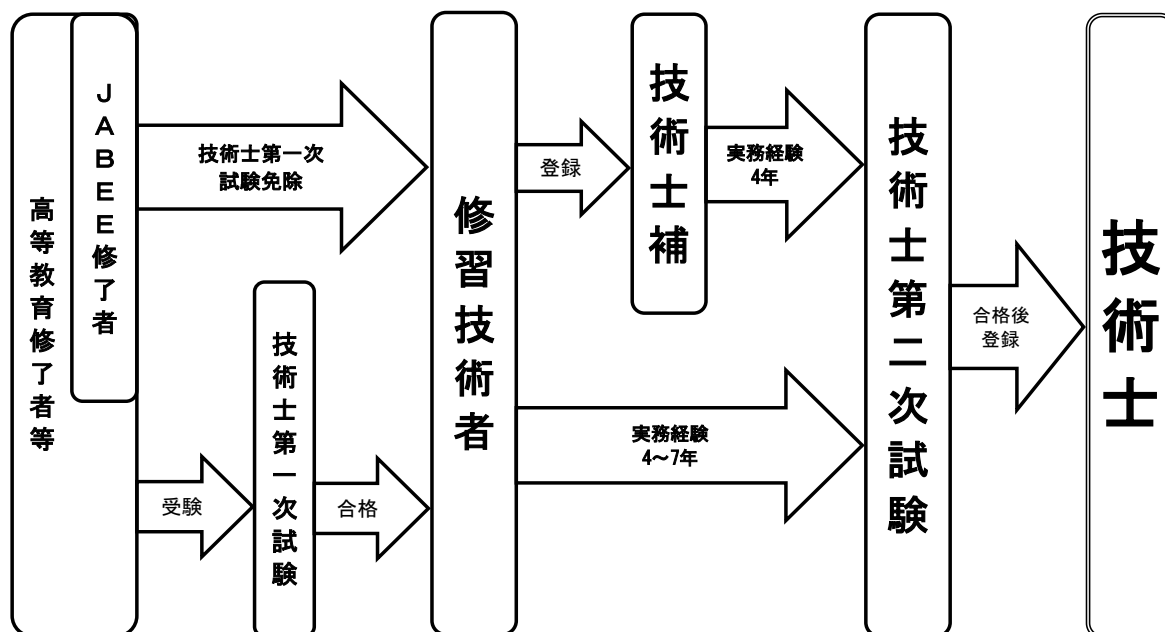 高等教育修了者等
JABEE修了者
技術士第一次
試験免除
受験
技術士第一次試験
合格
修習技術者
登録
技術士補
実務経験
4年
実務経験
4～7年
技術士第二次試験
合格後
登録
技術士